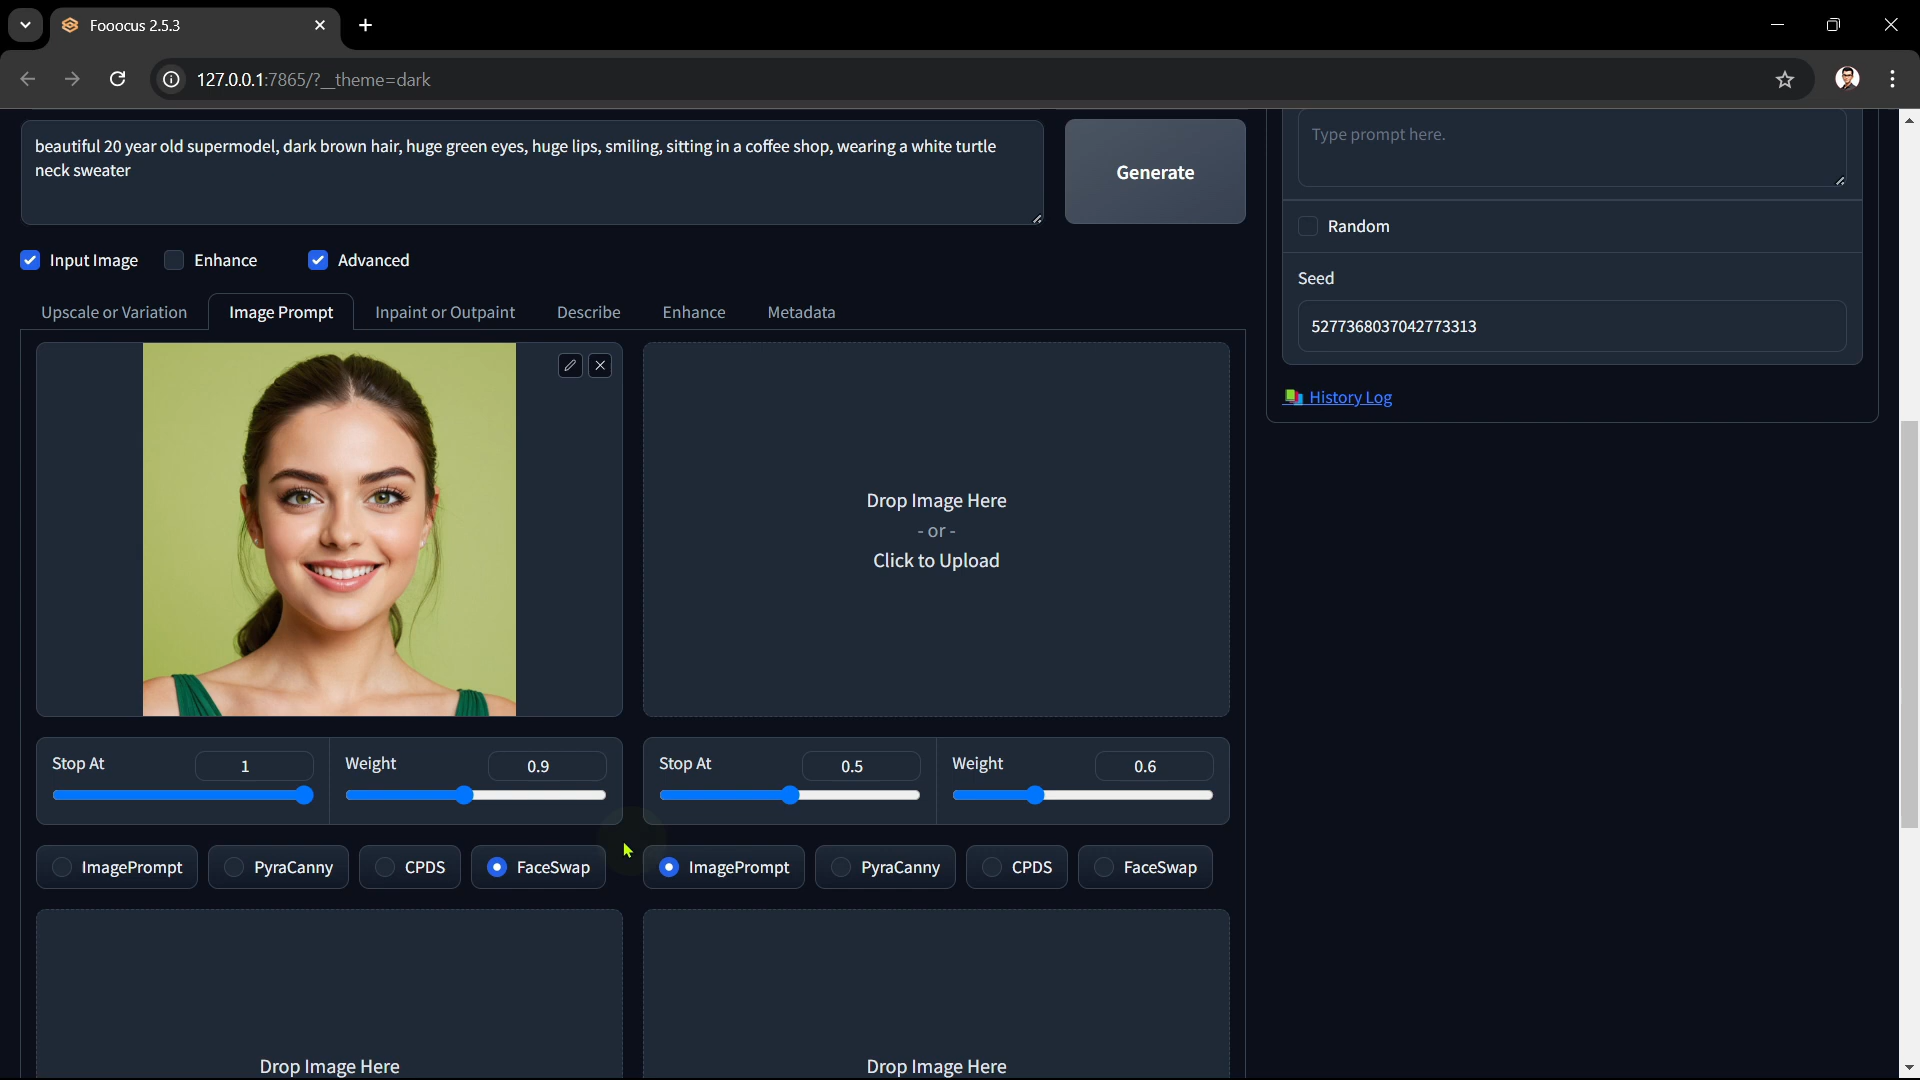 Fooocus 2.5.3
127.0.0.1:7865/?__theme=dark
beautiful 20 year old supermodel, dark brown hair, huge green eyes, huge lips, smiling, sitting in a coffee shop, wearing a white turtle
neck sweater
Generate
Type prompt here.
Random
Input Image Enhance Advanced
Seed
5277368037042773313
Upscale or Variation Image Prompt Inpaint or Outpaint Describe Enhance Metadata
History Log
Drop Image Here
- or -
Click to Upload
Stop At 1 Weight 0.9 Stop At 0.5 Weight 0.6
ImagePrompt PyraCanny CPDS FaceSwap ImagePrompt PyraCanny CPDS FaceSwap
Drop Image Here Drop Image Here